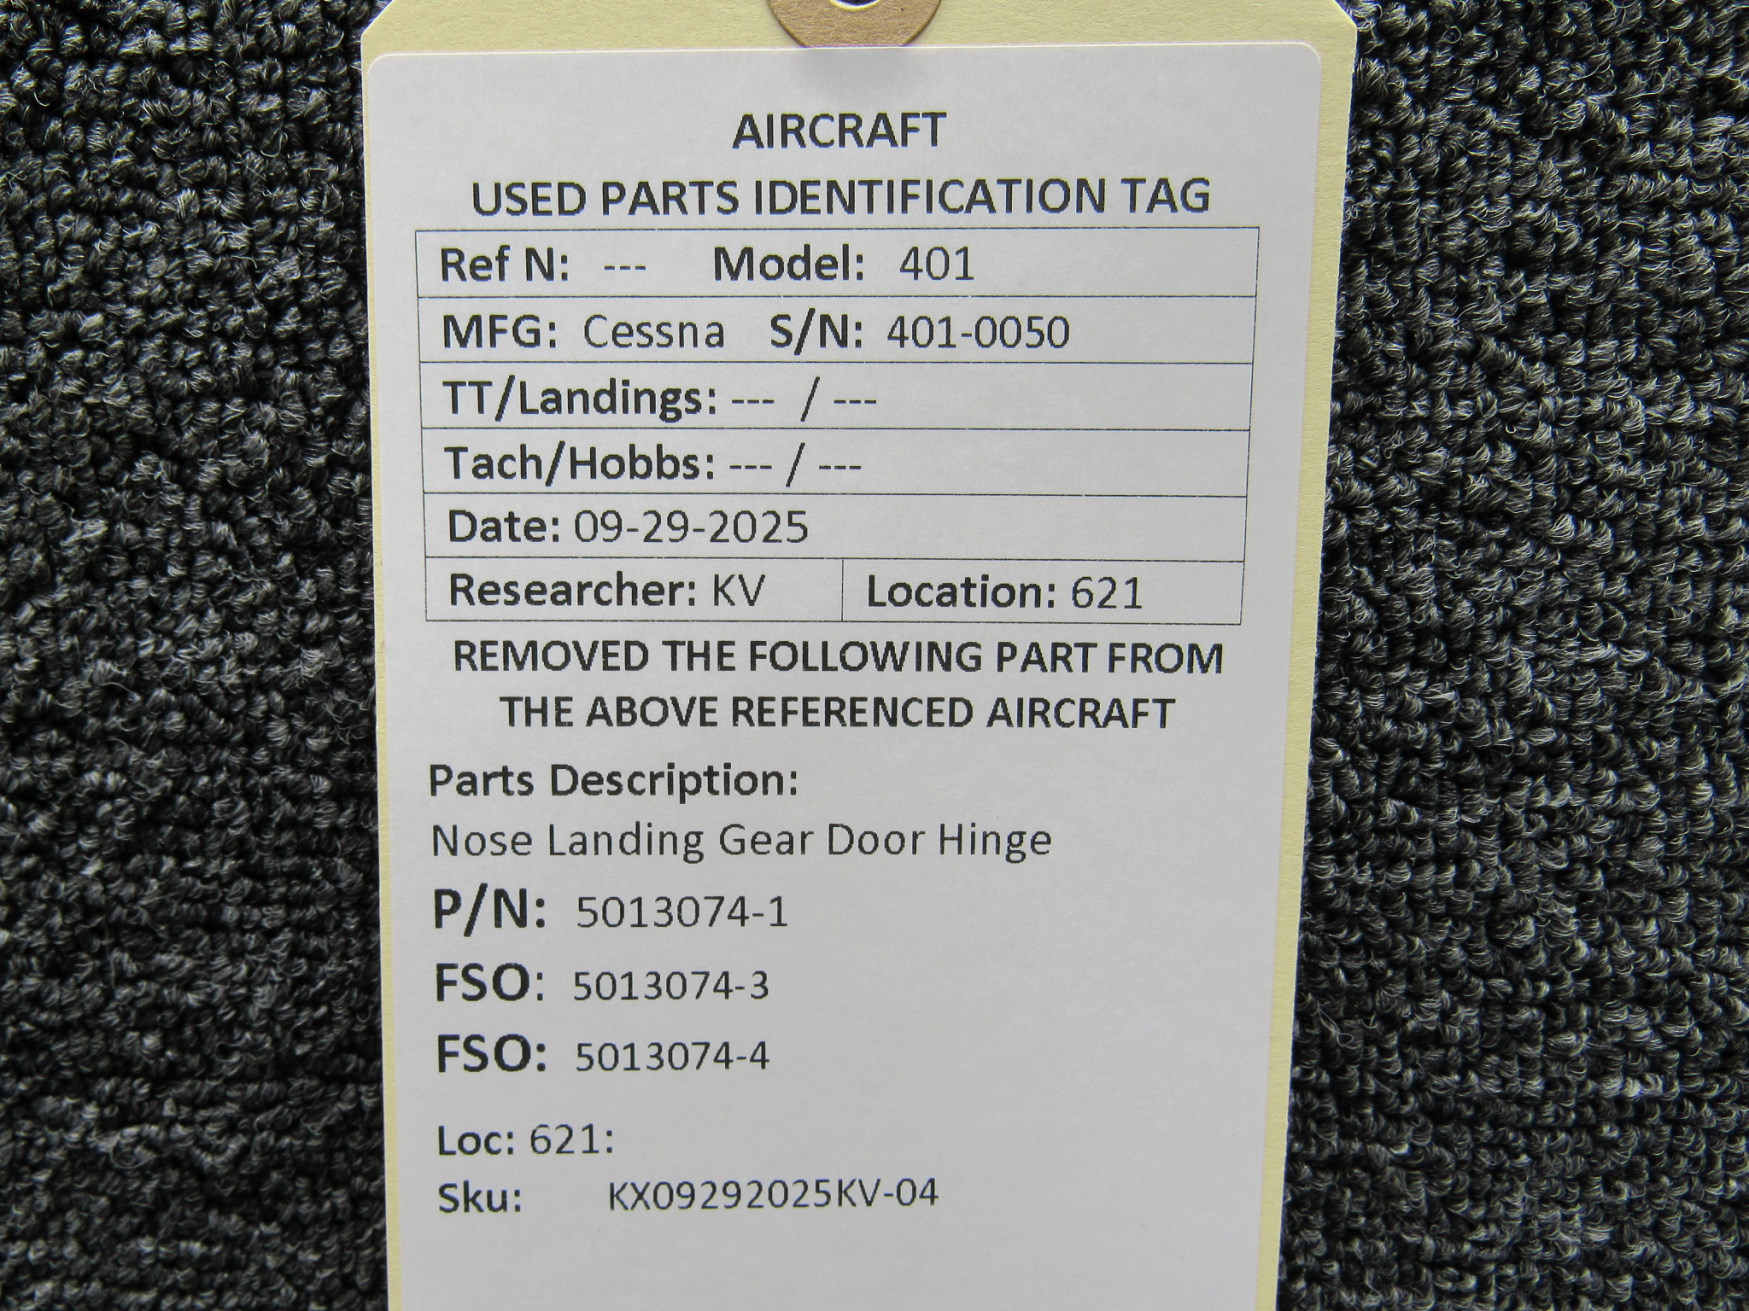 AIRCRAFT
USED PARTS IDENTIFICATION TAG
Ref N: --- Model: 401
MFG: Cessna S/N: 401-0050
TT/Landings: --- / ---
Tach/Hobbs: --- / ---
Date: 09-29-2025
Researcher: KV Location: 621
REMOVED THE FOLLOWING PART FROM
THE ABOVE REFERENCED AIRCRAFT
Parts Description:
Nose Landing Gear Door Hinge
P/N: 5013074-1
FSO: 5013074-3
FSO: 5013074-4
Loc: 621:
Sku: KX09292025KV-04